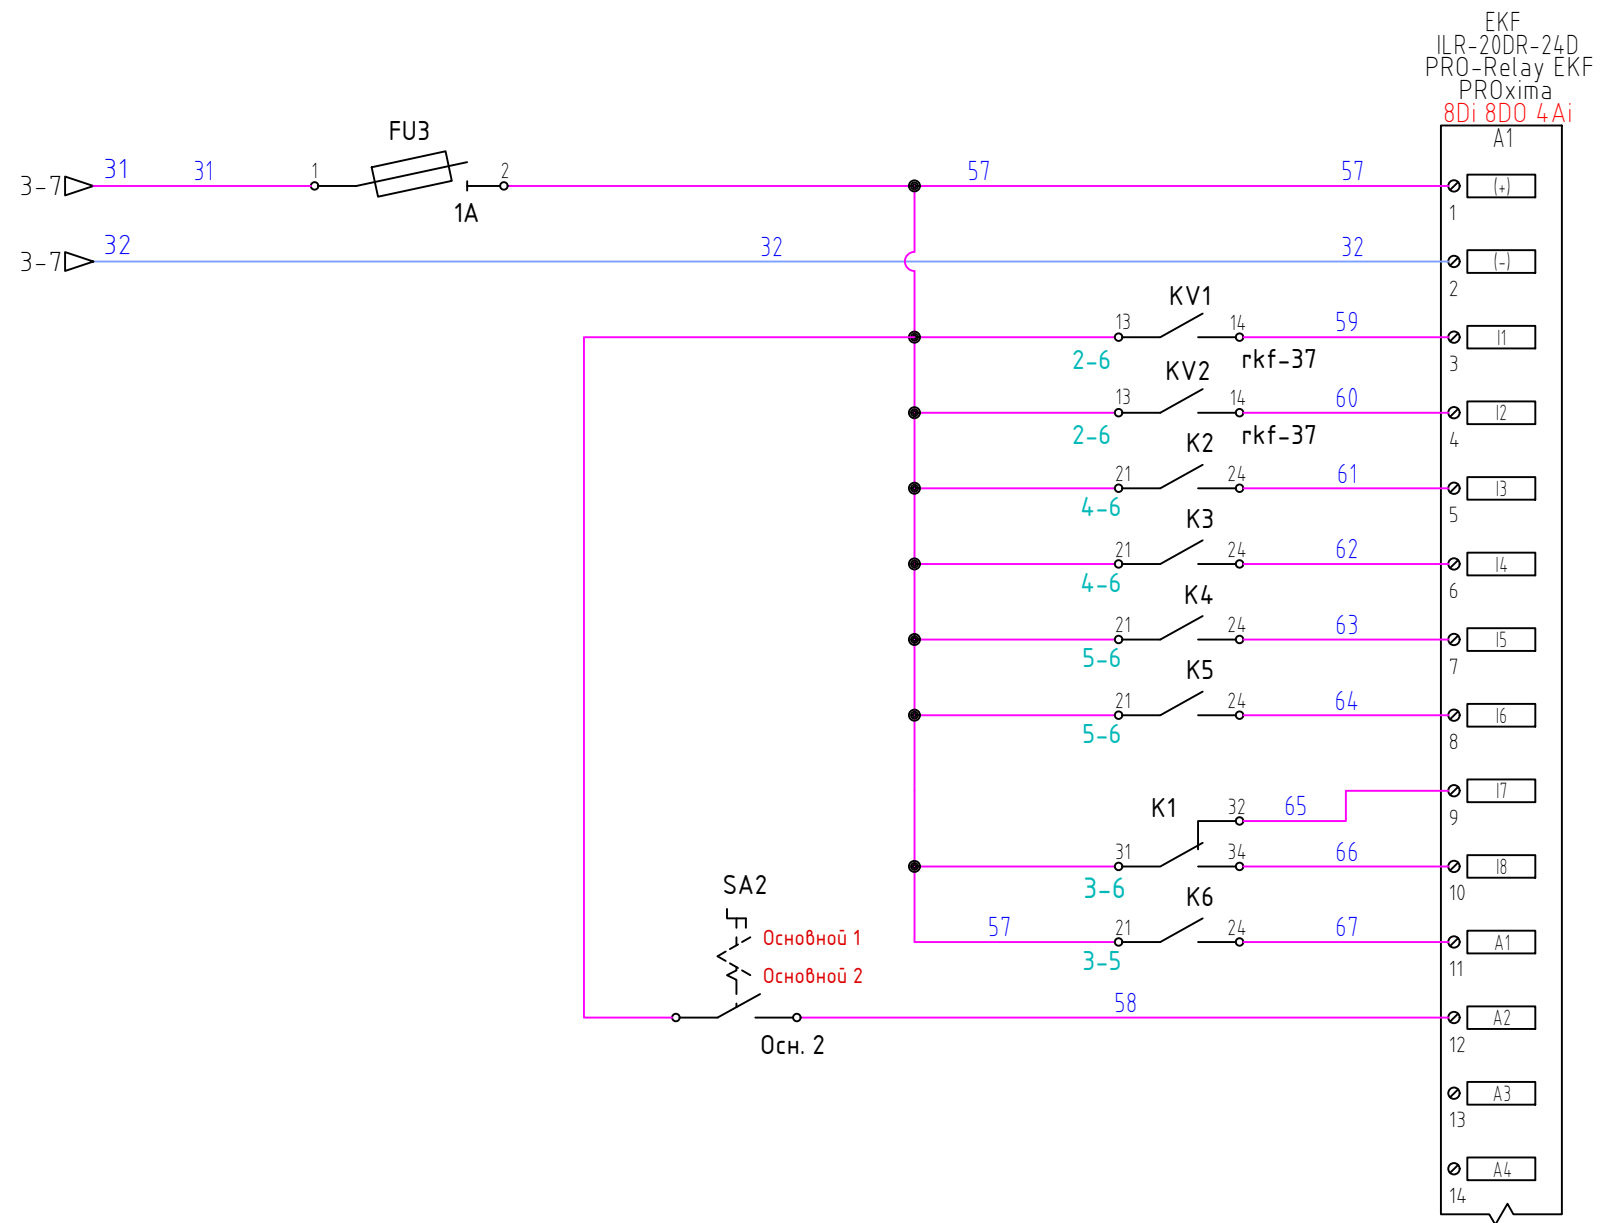 EKF
ILR-20DR-24D
PRO-Relay EKF
PROxima
8Di 8DO 4Ai
A1
FU3
3-7 31 31 1 2 57 57 (+)
1A 1
3-7 32 32 32 (-)
2
KV1
13 14 59 I1
2-6 rkf-37 3
KV2
13 14 60 I2
2-6 rkf-37 4
K2
21 24 61 I3
4-6 5
K3
21 24 62 I4
4-6 6
K4
21 24 63 I5
5-6 7
K5
21 24 64 I6
5-6 8
I7
K1 32 65 9
31 34 66 I8
3-6 10
SA2
K6
57 21 24 67 A1
Основной 1
3-5 11
Основной 2
58 A2
Осн. 2 12
A3
13
A4
14